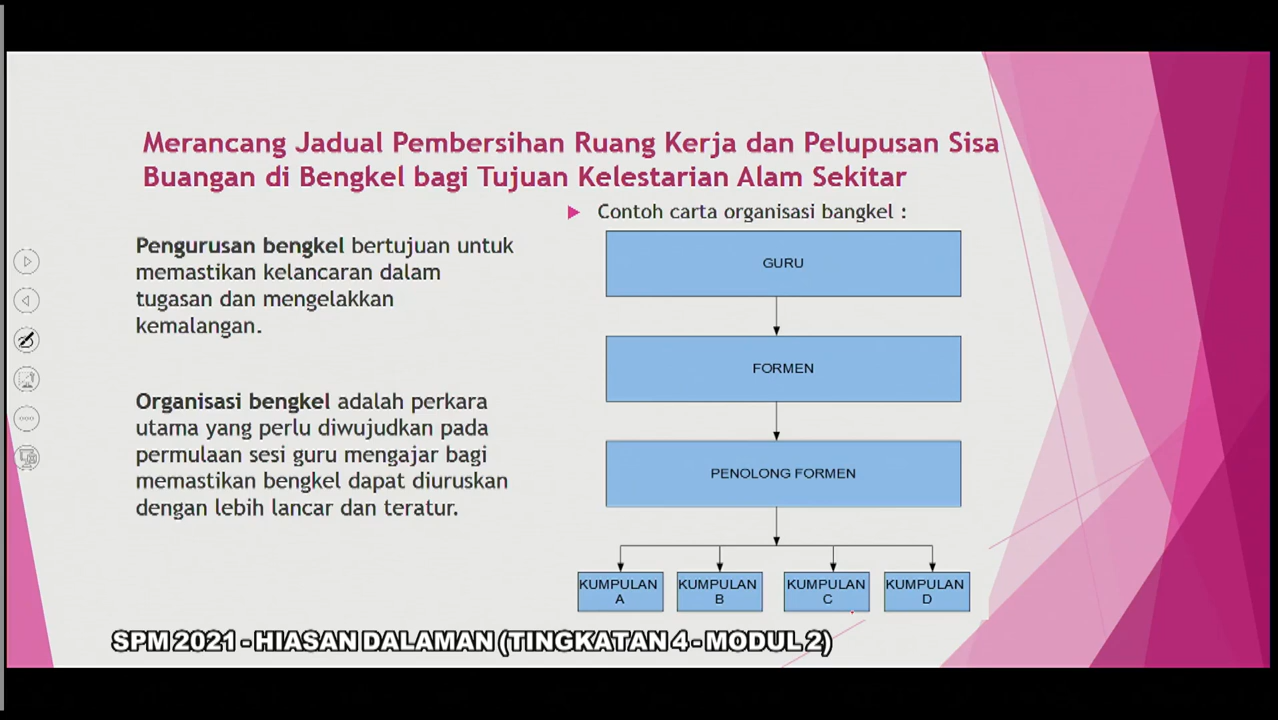 Merancang Jadual Pembersihan Ruang Kerja dan Pelupusan Sisa
Buangan di Bengkel bagi Tujuan Kelestarian Alam Sekitar
Pengurusan bengkel bertujuan untuk
memastikan kelancaran dalam
tugasan dan mengelakkan
kemalangan.
Organisasi bengkel adalah perkara
utama yang perlu diwujudkan pada
permulaan sesi guru mengajar bagi
memastikan bengkel dapat diuruskan
dengan lebih lancar dan teratur.
Contoh carta organisasi bangkel :
GURU
FORMEN
PENOLONG FORMEN
KUMPULAN
A
KUMPULAN
B
KUMPULAN
C
KUMPULAN
D
SPM 2021 - HIASAN DALAMAN (TINGKATAN 4 - MODUL 2)